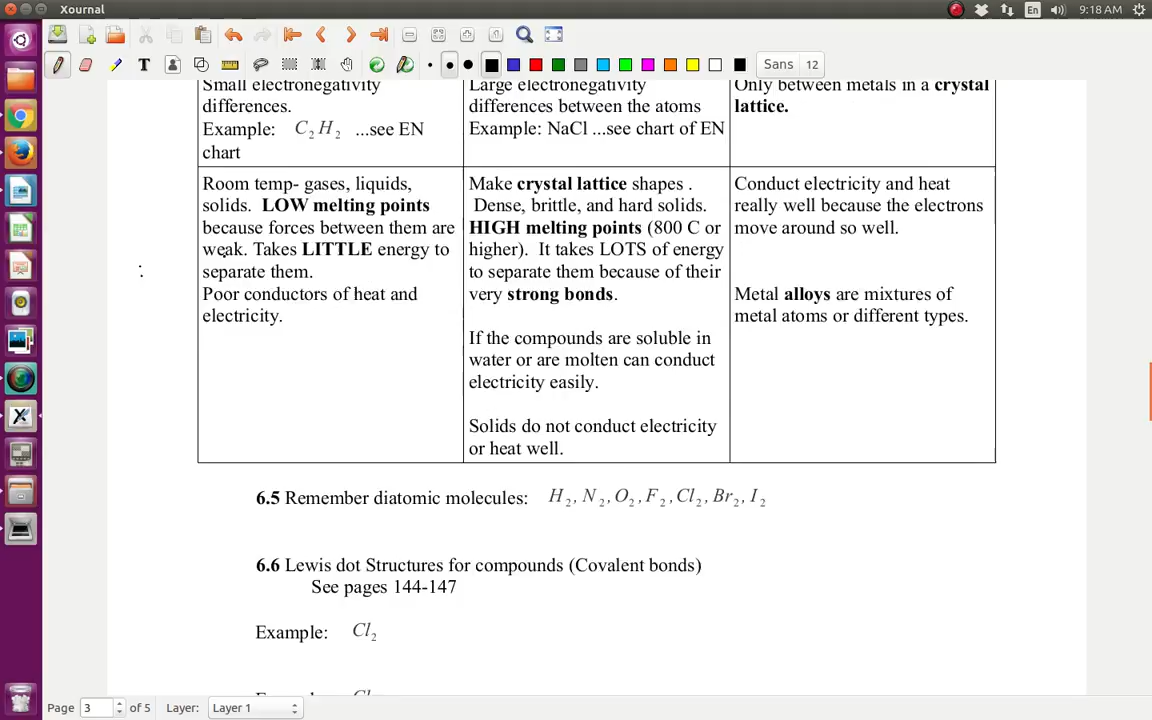 Xournal
En
9:18 AM
T
Sans 12
Small electronegativity
differences.
Example: C2H2 ...see EN
chart
Large electronegativity
differences between the atoms
Example: NaCl ...see chart of EN
Only between metals in a crystal
lattice.
Room temp- gases, liquids,
solids. LOW melting points
because forces between them are
weak. Takes LITTLE energy to
separate them.
Poor conductors of heat and
electricity.
Make crystal lattice shapes .
Dense, brittle, and hard solids.
HIGH melting points (800 C or
higher). It takes LOTS of energy
to separate them because of their
very strong bonds.
If the compounds are soluble in
water or are molten can conduct
electricity easily.
Solids do not conduct electricity
or heat well.
Conduct electricity and heat
really well because the electrons
move around so well.
Metal alloys are mixtures of
metal atoms or different types.
6.5 Remember diatomic molecules: H2, N2, O2, F2, Cl2, Br2, I2
6.6 Lewis dot Structures for compounds (Covalent bonds)
See pages 144-147
Example: Cl2
Page 3 of 5 Layer: Layer 1